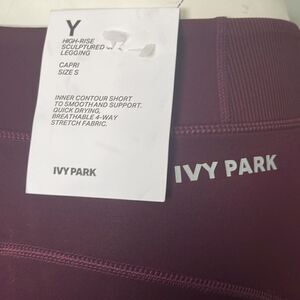 Y
HIGH-RISE
SCULPTURED
LEGGING
CAPRI
SIZE S
INNER CONTOUR SHORT
TO SMOOTH AND SUPPORT.
QUICK DRYING,
BREATHABLE 4-WAY
STRETCH FABRIC.
IVY PARK
IVY PARK